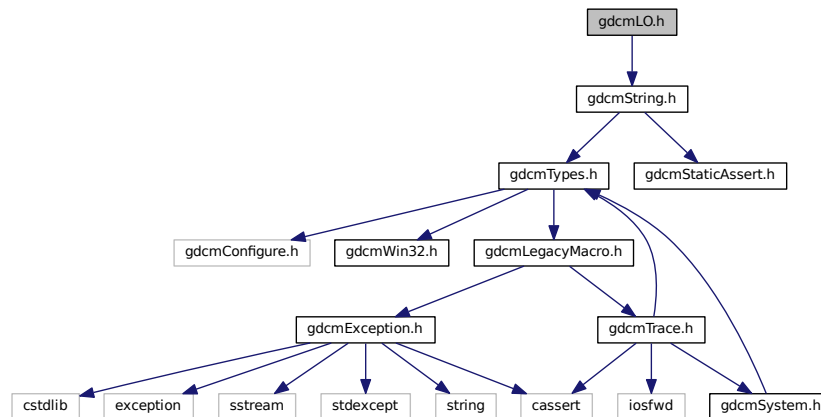 gdcmLO.h
gdcmString.h
gdcmTypes.h
gdcmStaticAssert.h
gdcmConfigure.h
gdcmWin32.h
gdcmLegacyMacro.h
gdcmException.h
gdcmTrace.h
cstdlib
exception
sstream
stdexcept
string
cassert
iosfwd
gdcmSystem.h